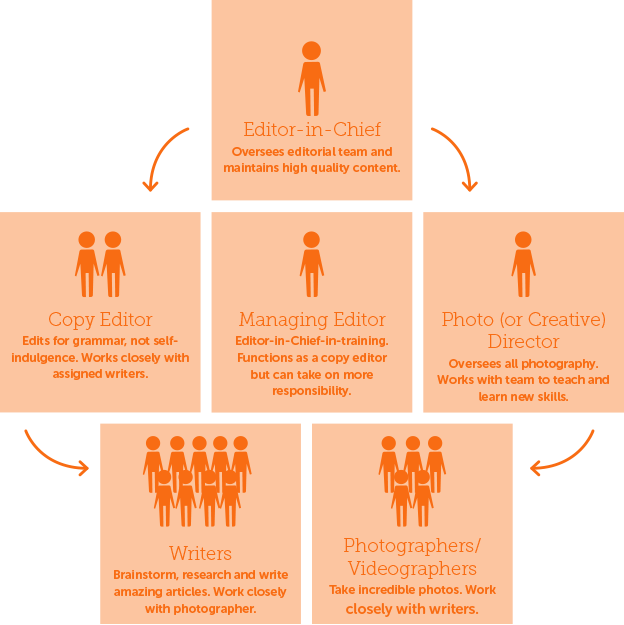 Editor-in-Chief
Oversees editorial team and
maintains high quality content.
Copy Editor
Edits for grammar, not self-
indulgence. Works closely with
assigned writers.
Managing Editor
Editor-in-Chief-in-training.
Functions as a copy editor
but can take on more
responsibility.
Photo (or Creative)
Director
Oversees all photography.
Works with team to teach and
learn new skills.
Writers
Brainstorm, research and write
amazing articles. Work closely
with photographer.
Photographers/
Videographers
Take incredible photos. Work
closely with writers.